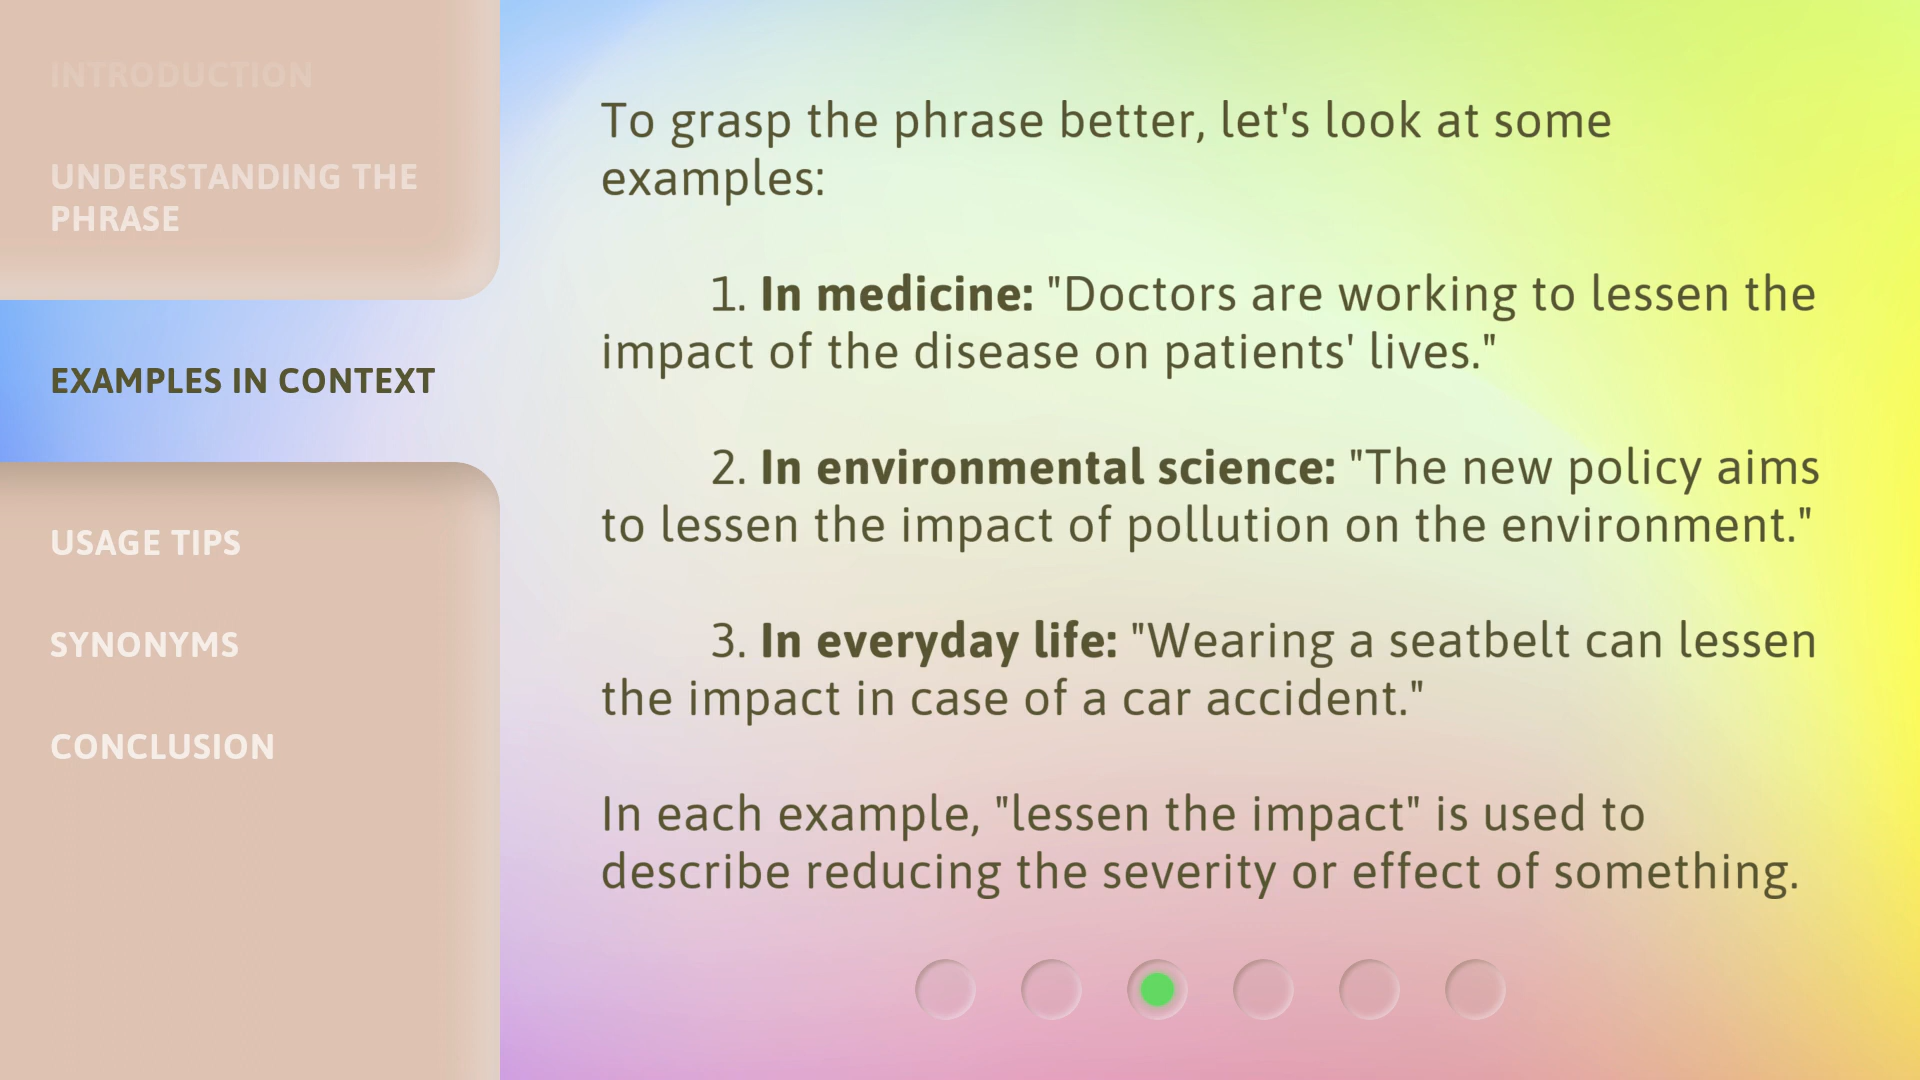 INTRODUCTION
UNDERSTANDING THE
PHRASE
EXAMPLES IN CONTEXT
USAGE TIPS
SYNONYMS
CONCLUSION
To grasp the phrase better, let's look at some
examples:
1. In medicine: "Doctors are working to lessen the
impact of the disease on patients' lives."
2. In environmental science: "The new policy aims
to lessen the impact of pollution on the environment."
3. In everyday life: "Wearing a seatbelt can lessen
the impact in case of a car accident."
In each example, "lessen the impact" is used to
describe reducing the severity or effect of something.